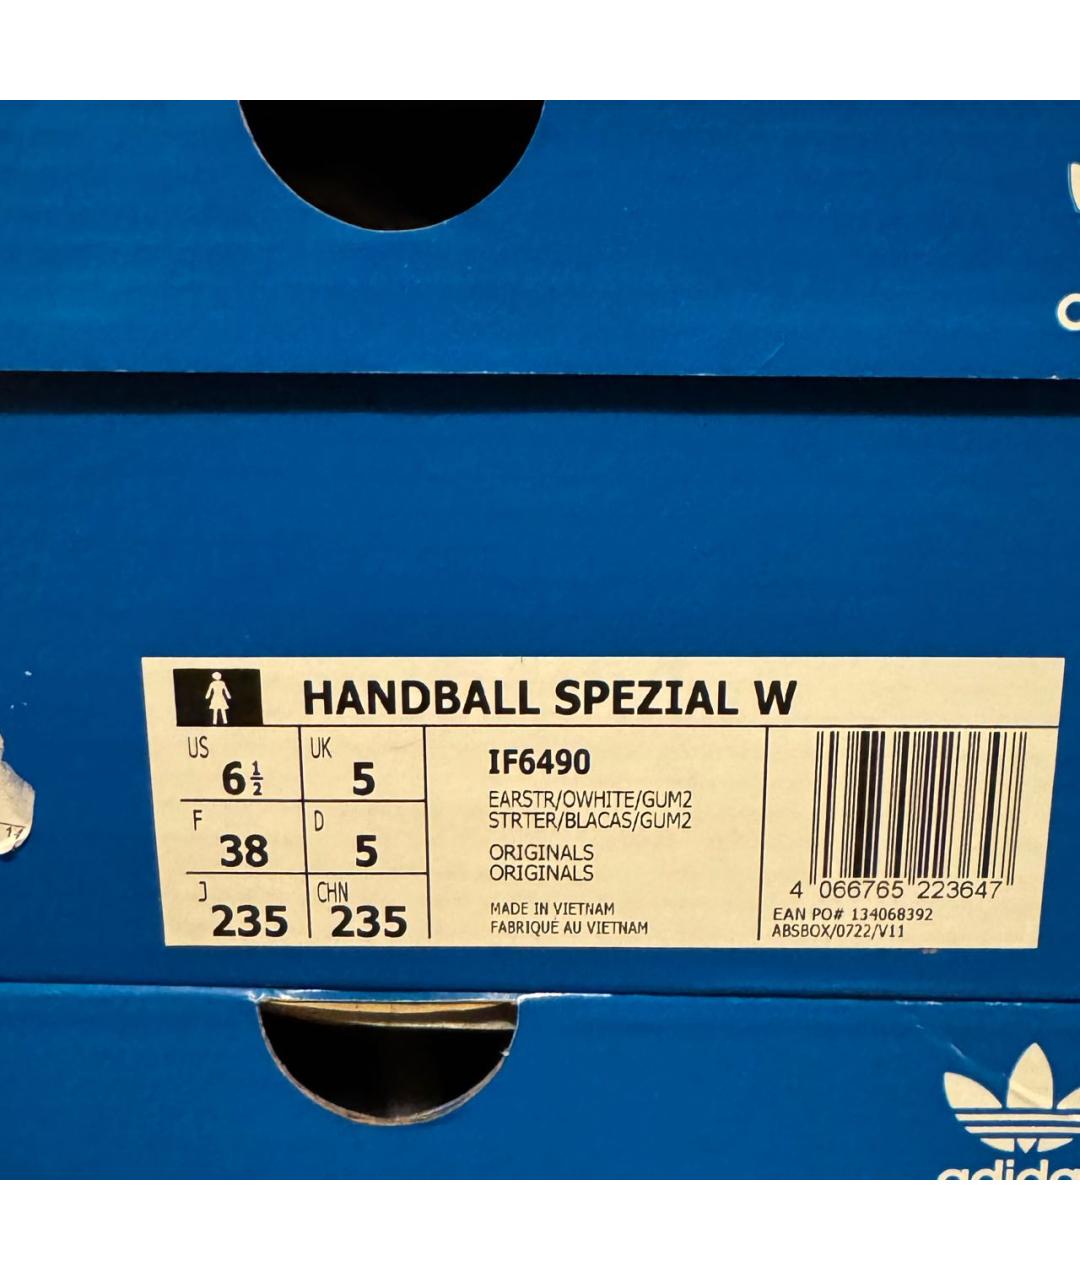 HANDBALL SPEZIAL W
US 6½ UK 5
F 38 D 5
J 235 CHN 235
IF6490
EARSTR/OWHITE/GUM2
STRTER/BLACAS/GUM2
ORIGINALS
ORIGINALS
MADE IN VIETNAM
FABRIQUÉ AU VIETNAM
4 066765 223647
EAN PO# 134068392
ABSBOX/0722/V11